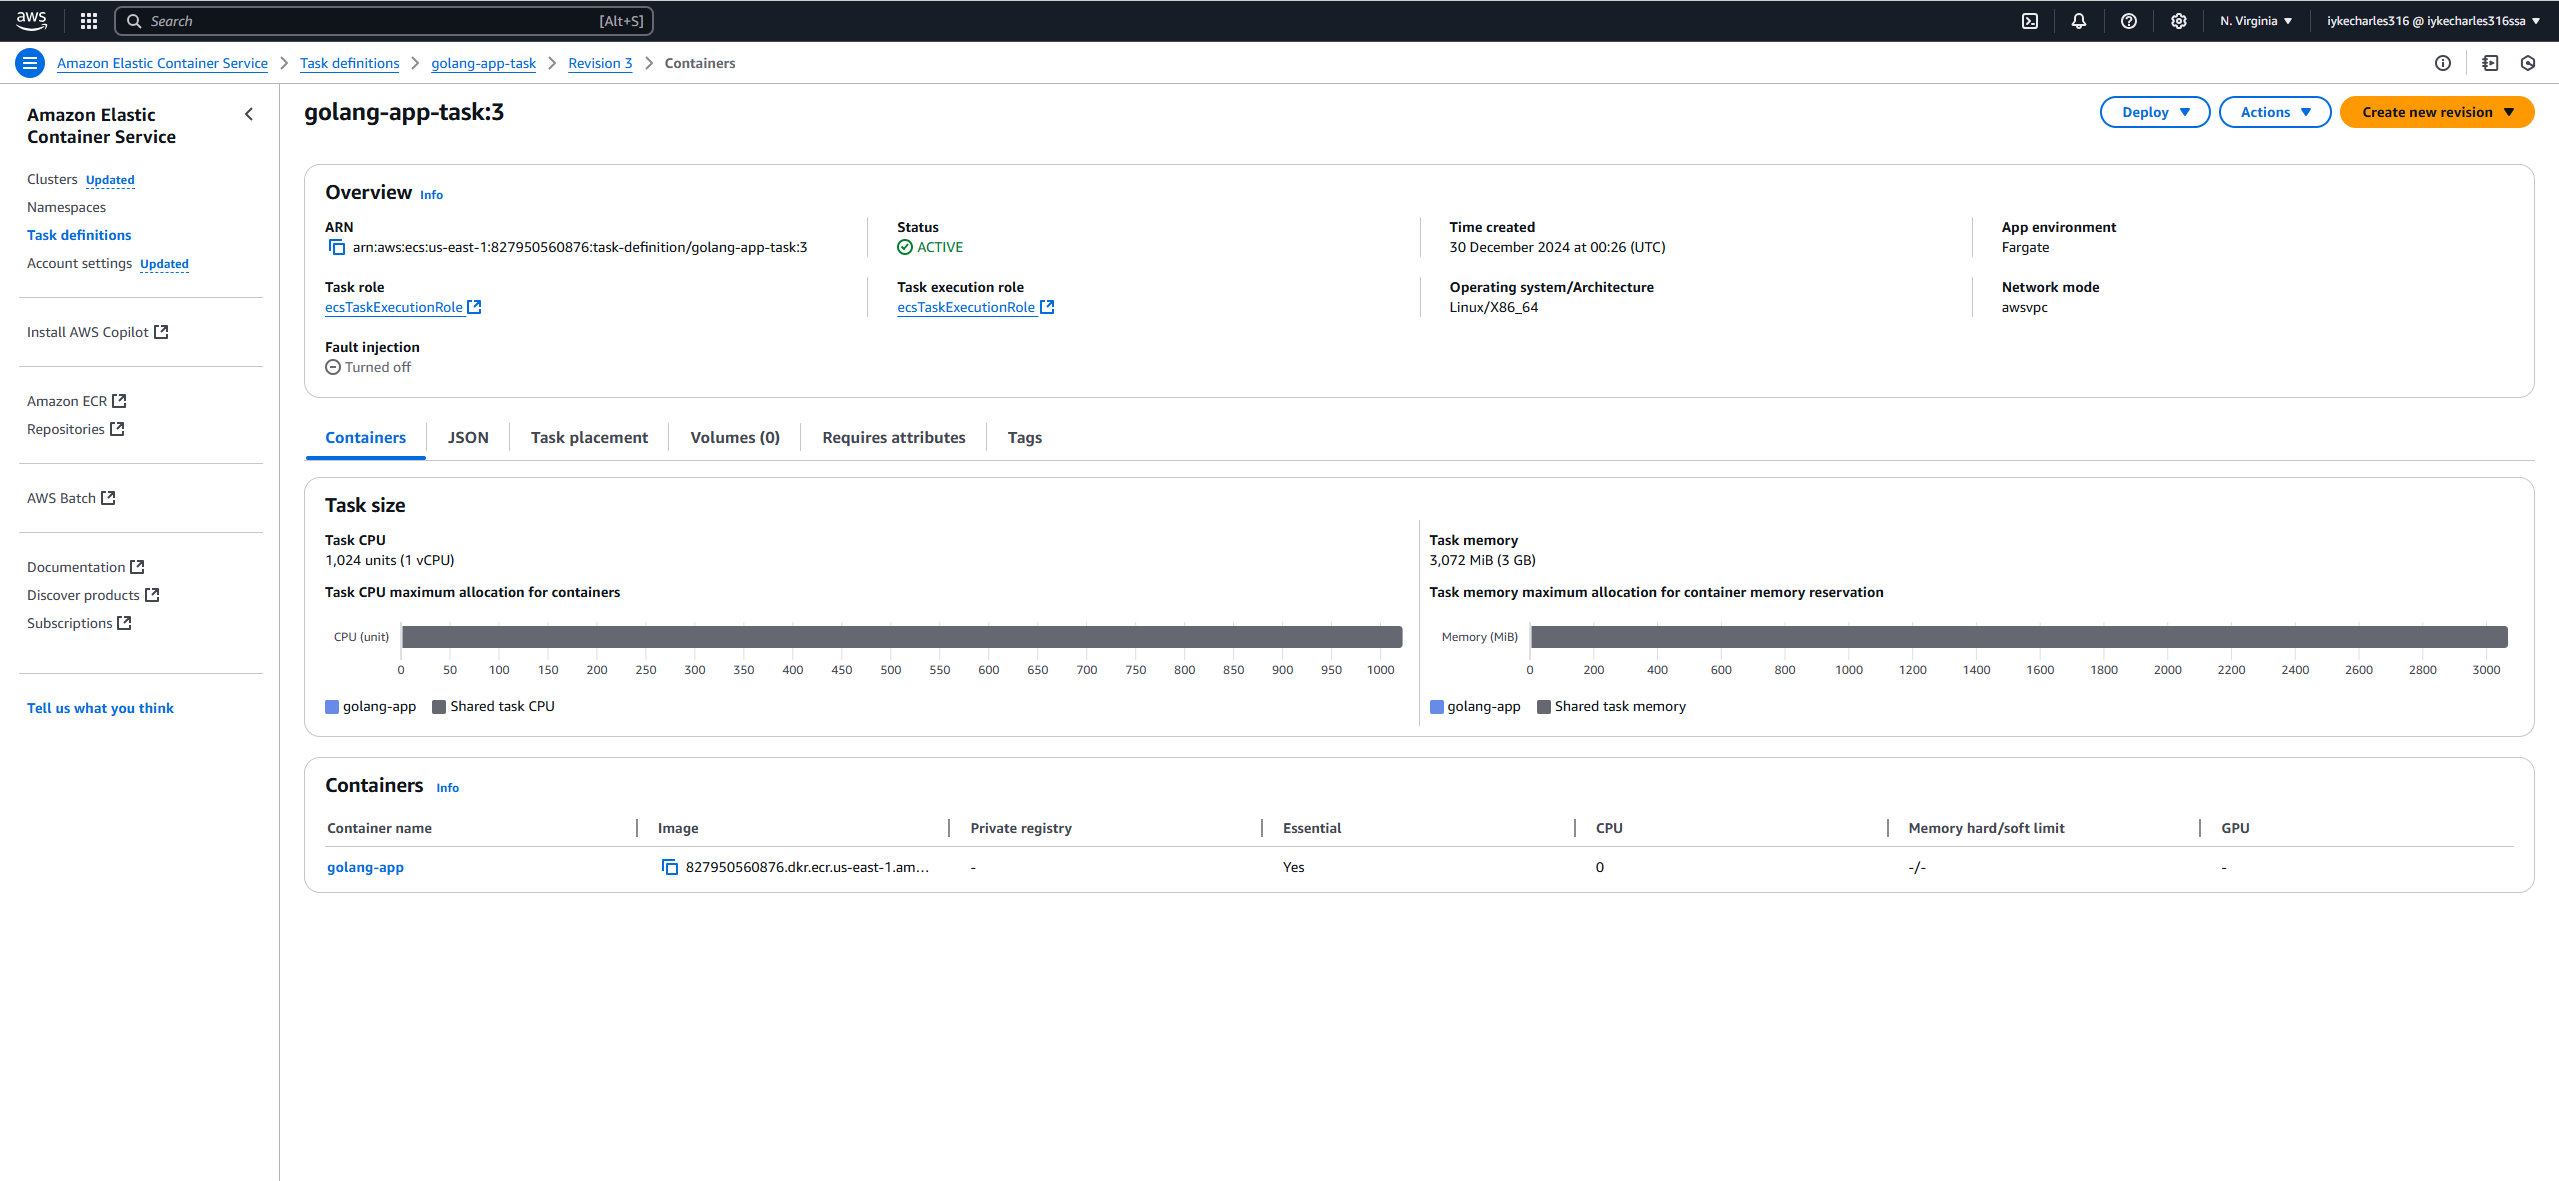 aws
Search [Alt+S]
N. Virginia
iykecharles316 @ iykecharles316ssa
Amazon Elastic Container Service
Task definitions
golang-app-task
Revision 3
Containers
Amazon Elastic
Container Service
Clusters Updated
Namespaces
Task definitions
Account settings Updated
Install AWS Copilot
Amazon ECR
Repositories
AWS Batch
Documentation
Discover products
Subscriptions
Tell us what you think
golang-app-task:3
Deploy
Actions
Create new revision
Overview Info
ARN
arn:aws:ecs:us-east-1:827950560876:task-definition/golang-app-task:3
Status
ACTIVE
Time created
30 December 2024 at 00:26 (UTC)
App environment
Fargate
Task role
ecsTaskExecutionRole
Task execution role
ecsTaskExecutionRole
Operating system/Architecture
Linux/X86_64
Network mode
awsvpc
Fault injection
Turned off
Containers
JSON
Task placement
Volumes (0)
Requires attributes
Tags
Task size
Task CPU
1,024 units (1 vCPU)
Task CPU maximum allocation for containers
CPU (unit)
0 50 100 150 200 250 300 350 400 450 500 550 600 650 700 750 800 850 900 950 1000
golang-app Shared task CPU
Task memory
3,072 MiB (3 GB)
Task memory maximum allocation for container memory reservation
Memory (MiB)
0 200 400 600 800 1000 1200 1400 1600 1800 2000 2200 2400 2600 2800 3000
golang-app Shared task memory
Containers Info
Container name Image Private registry Essential CPU Memory hard/soft limit GPU
golang-app 827950560876.dkr.ecr.us-east-1.am... - Yes 0 -/- -